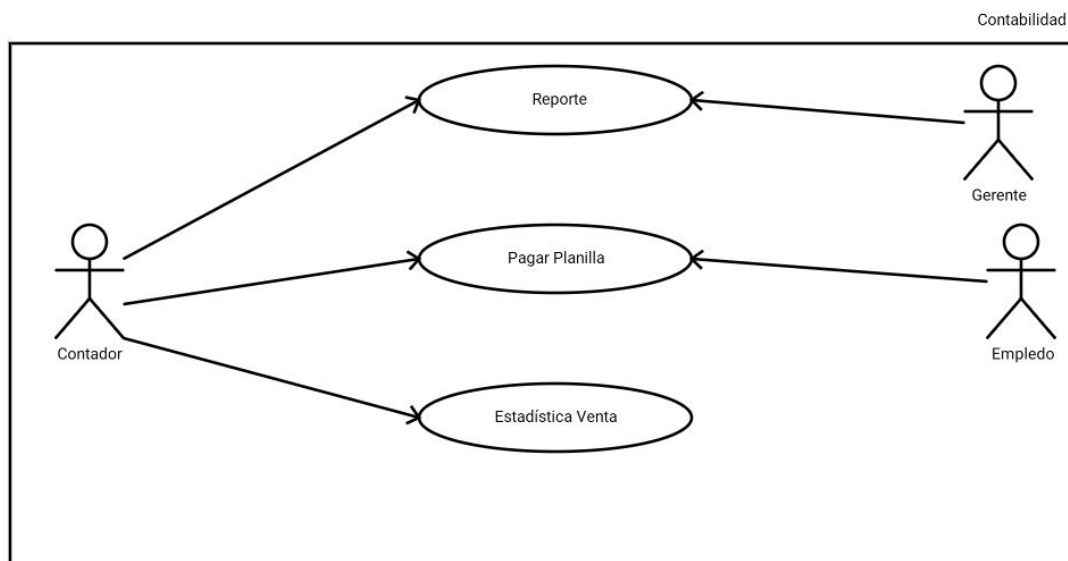 Contabilidad
Reporte
Gerente
Pagar Planilla
Contador
Empledo
Estadística Venta